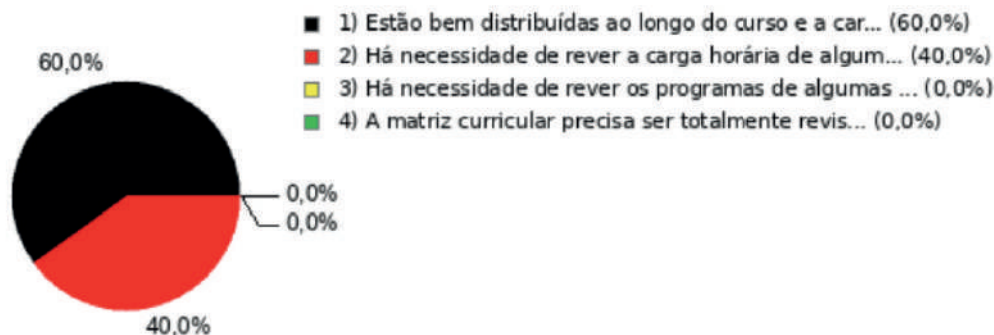 1) Estão bem distribuídas ao longo do curso e a car... (60,0%)
2) Há necessidade de rever a carga horária de algum... (40,0%)
3) Há necessidade de rever os programas de algumas ... (0,0%)
4) A matriz curricular precisa ser totalmente revis... (0,0%)
60,0%
0,0%
0,0%
40,0%